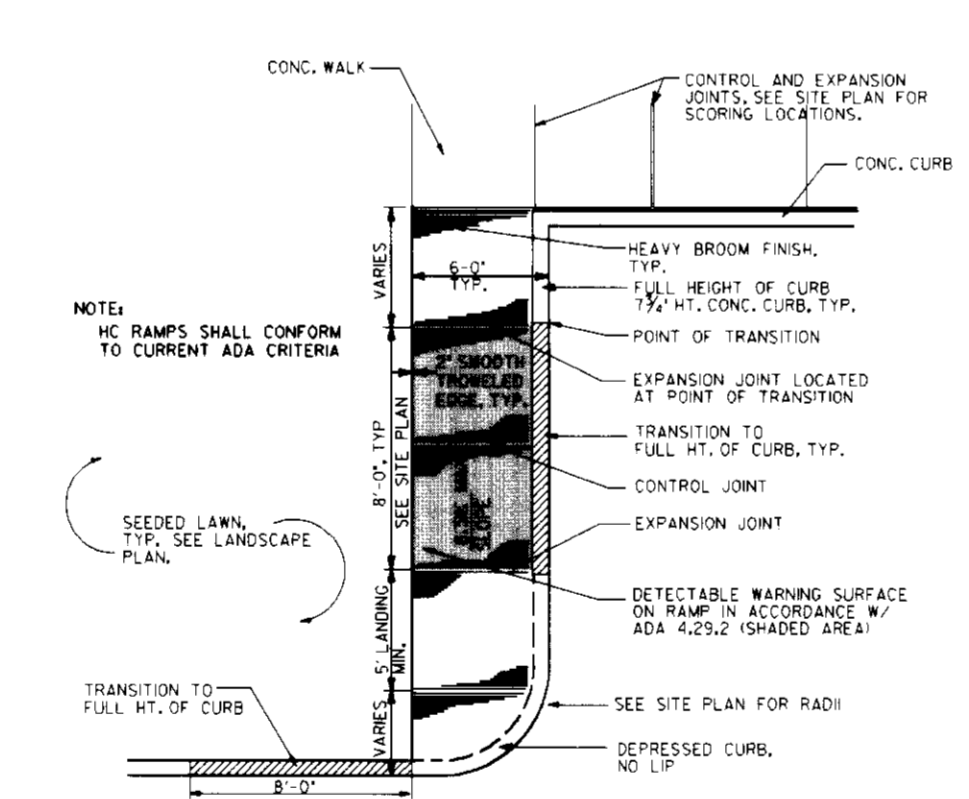 CONC. WALK
CONTROL AND EXPANSION
JOINTS, SEE SITE PLAN FOR
SCORING LOCATIONS.
CONC. CURB
VARIES
HEAVY BROOM FINISH,
TYP.
6'-0"
TYP.
FULL HEIGHT OF CURB
7¾" HT. CONC. CURB, TYP.
NOTE:
HC RAMPS SHALL CONFORM
TO CURRENT ADA CRITERIA
POINT OF TRANSITION
2" SMOOTH
TROWELED
EDGE, TYP.
EXPANSION JOINT LOCATED
AT POINT OF TRANSITION
8'-0", TYP
SEE SITE PLAN
TRANSITION TO
FULL HT. OF CURB, TYP.
CONTROL JOINT
SLOPE
EXPANSION JOINT
SEEDED LAWN,
TYP. SEE LANDSCAPE
PLAN.
DETECTABLE WARNING SURFACE
ON RAMP IN ACCORDANCE W/
ADA 4.29.2 (SHADED AREA)
5' LANDING
MIN.
TRANSITION TO
FULL HT. OF CURB
VARIES
SEE SITE PLAN FOR RADII
DEPRESSED CURB,
NO LIP
8'-0"